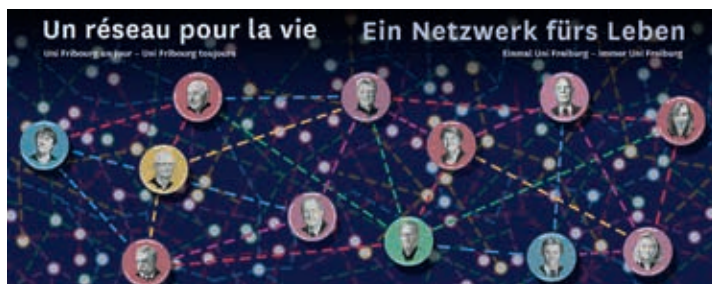 Un réseau pour la vie
Uni Fribourg un jour – Uni Fribourg toujours
Ein Netzwerk fürs Leben
Einmal Uni Freiburg – immer Uni Freiburg